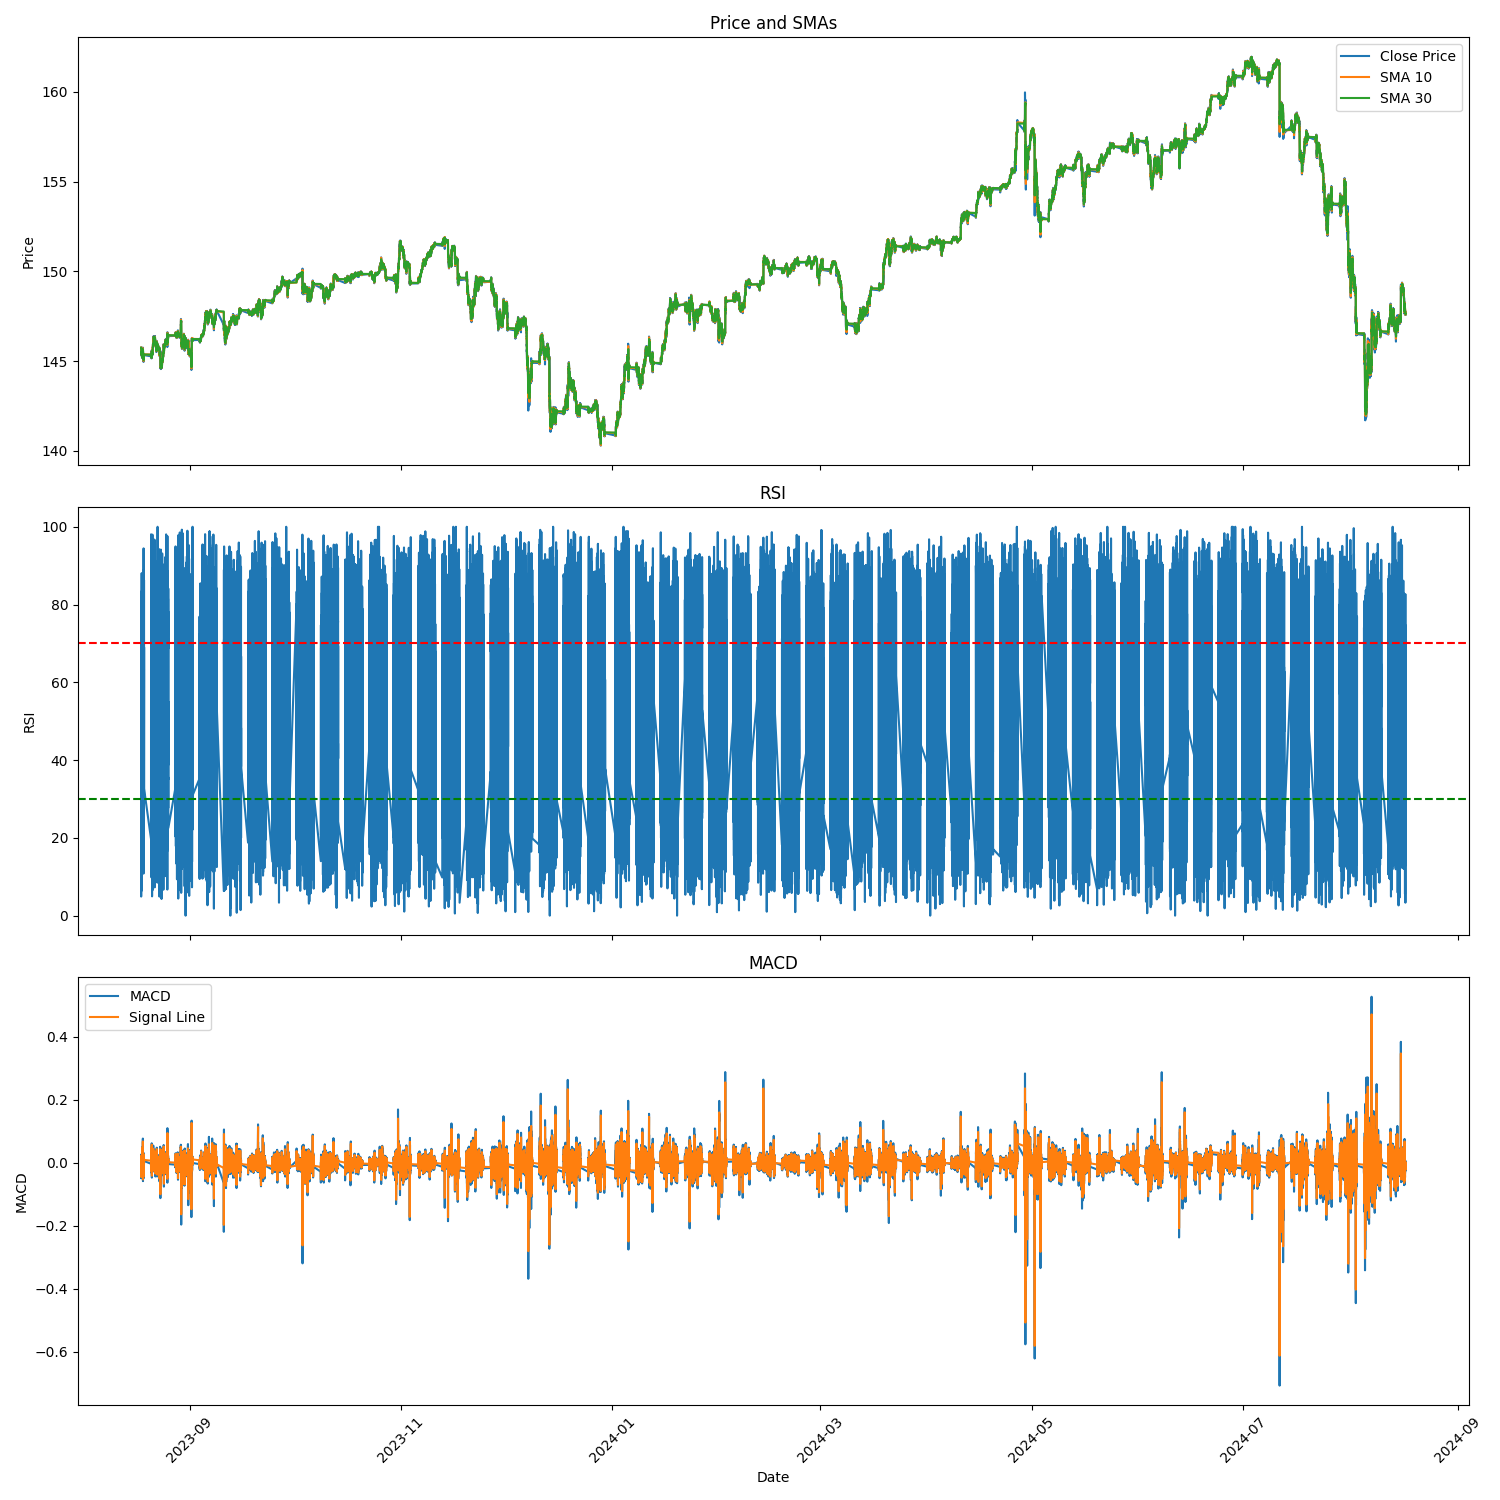 Price and SMAs
Close Price
SMA 10
SMA 30
160
155
150
145
140
Price
RSI
100
80
60
40
20
0
RSI
MACD
MACD
Signal Line
0.4
0.2
0.0
−0.2
−0.4
−0.6
MACD
2023-09
2023-11
2024-01
2024-03
2024-05
2024-07
2024-09
Date